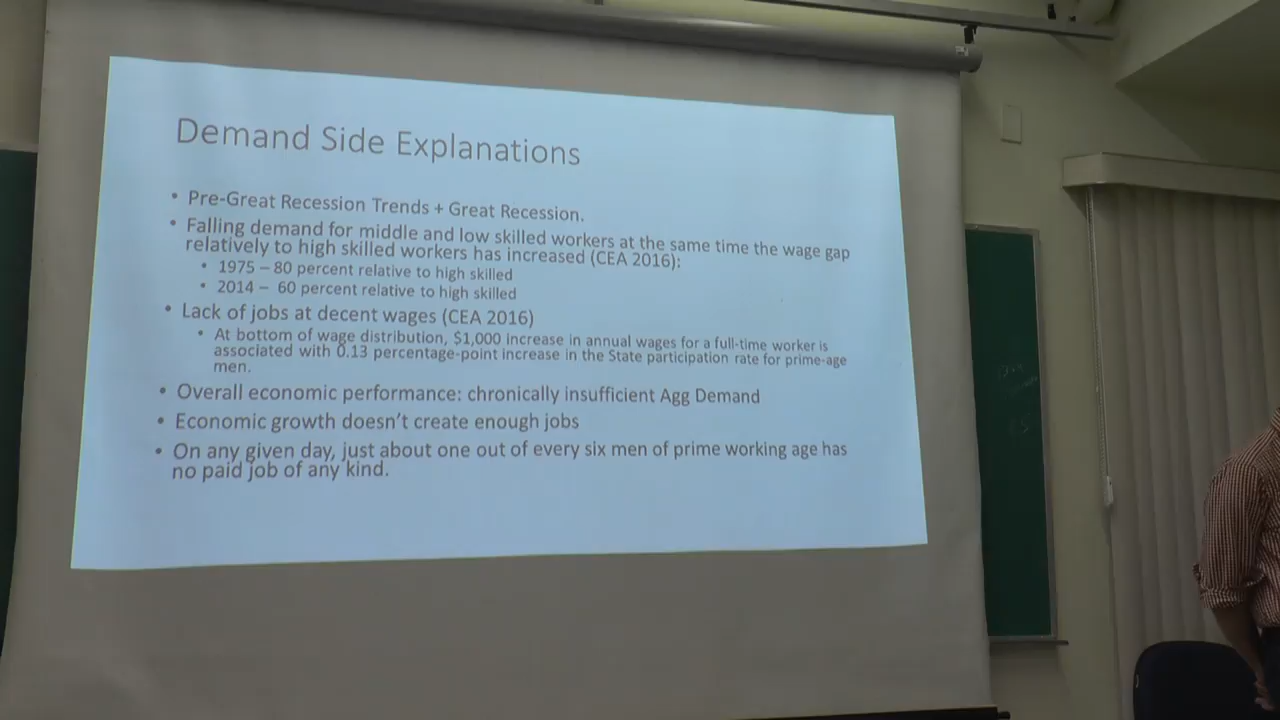 Demand Side Explanations
• Pre-Great Recession Trends + Great Recession.
• Falling demand for middle and low skilled workers at the same time the wage gap
relatively to high skilled workers has increased (CEA 2016):
• 1975 – 80 percent relative to high skilled
• 2014 – 60 percent relative to high skilled
• Lack of jobs at decent wages (CEA 2016)
• At bottom of wage distribution, $1,000 increase in annual wages for a full-time worker is
associated with 0.13 percentage-point increase in the State participation rate for prime-age
men.
• Overall economic performance: chronically insufficient Agg Demand
• Economic growth doesn't create enough jobs
• On any given day, just about one out of every six men of prime working age has
no paid job of any kind.